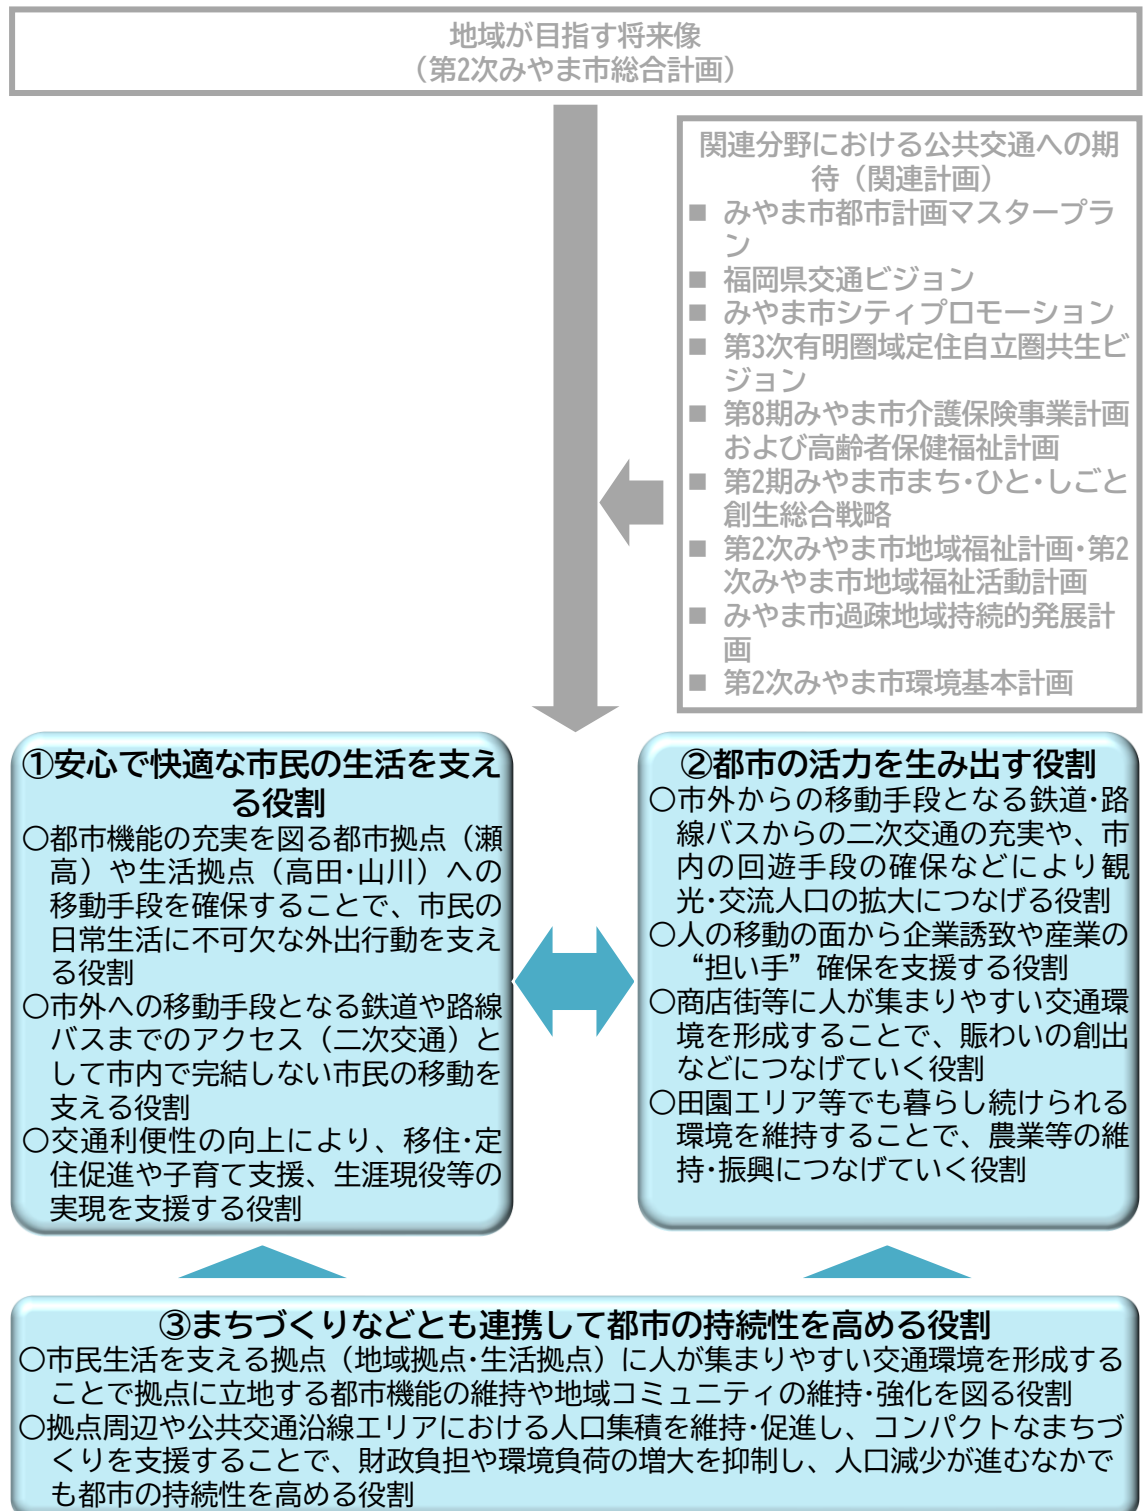 地域が目指す将来像
（第2次みやま市総合計画）
関連分野における公共交通への期
待（関連計画）
■ みやま市都市計画マスタープラ
ン
■ 福岡県交通ビジョン
■ みやま市シティプロモーション
■ 第3次有明圏域定住自立圏共生ビ
ジョン
■ 第8期みやま市介護保険事業計画
および高齢者保健福祉計画
■ 第2期みやま市まち・ひと・しごと
創生総合戦略
■ 第2次みやま市地域福祉計画・第2
次みやま市地域福祉活動計画
■ みやま市過疎地域持続的発展計
画
■ 第2次みやま市環境基本計画
①安心で快適な市民の生活を支え
る役割
○都市機能の充実を図る都市拠点（瀬
高）や生活拠点（高田・山川）への
移動手段を確保することで、市民の
日常生活に不可欠な外出行動を支え
る役割
○市外への移動手段となる鉄道や路線
バスまでのアクセス（二次交通）と
して市内で完結しない市民の移動を
支える役割
○交通利便性の向上により、移住・定
住促進や子育て支援、生涯現役等の
実現を支援する役割
②都市の活力を生み出す役割
○市外からの移動手段となる鉄道・路
線バスからの二次交通の充実や、市
内の回遊手段の確保などにより観
光・交流人口の拡大につなげる役割
○人の移動の面から企業誘致や産業の
“担い手”確保を支援する役割
○商店街等に人が集まりやすい交通環
境を形成することで、賑わいの創出
などにつなげていく役割
○田園エリア等でも暮らし続けられる
環境を維持することで、農業等の維
持・振興につなげていく役割
③まちづくりなどとも連携して都市の持続性を高める役割
○市民生活を支える拠点（地域拠点・生活拠点）に人が集まりやすい交通環境を形成する
ことで拠点に立地する都市機能の維持や地域コミュニティの維持・強化を図る役割
○拠点周辺や公共交通沿線エリアにおける人口集積を維持・促進し、コンパクトなまちづ
くりを支援することで、財政負担や環境負荷の増大を抑制し、人口減少が進むなかで
も都市の持続性を高める役割